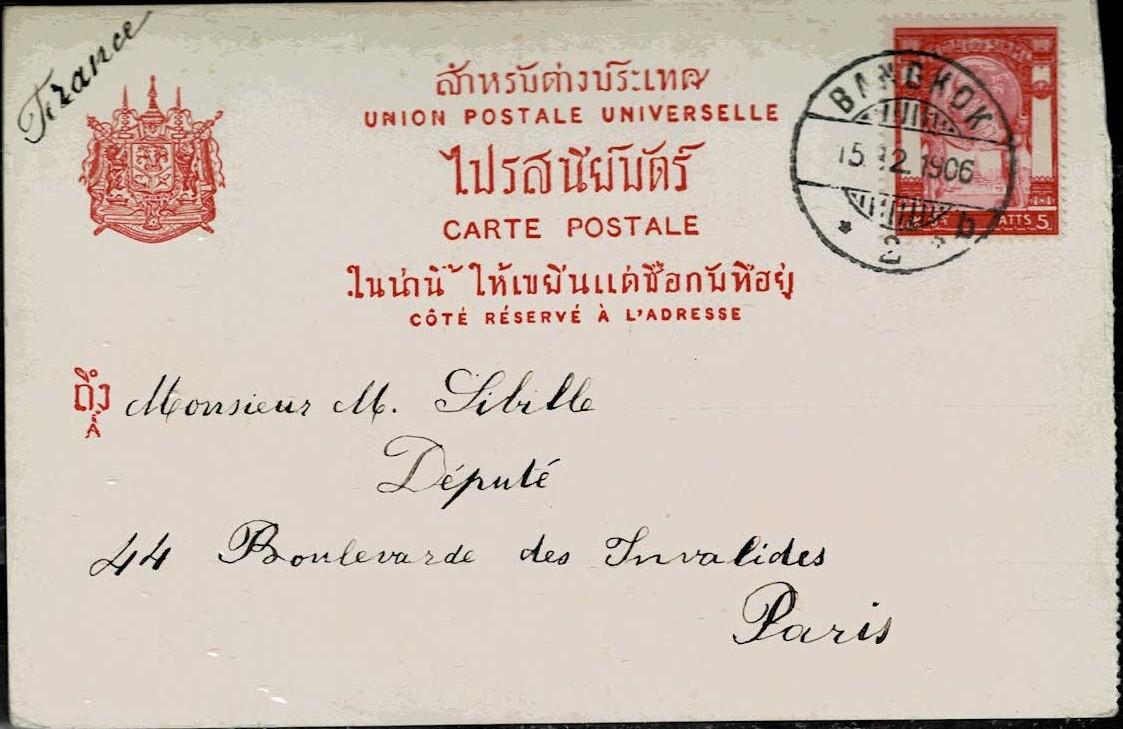 France
สำหรับต่างประเทศ
UNION POSTALE UNIVERSELLE
ไปรสนียบัตร์
CARTE POSTALE
ในน่านี้ ให้เขยีนแต่ชื่อกับที่อยู่
CÔTÉ RÉSERVÉ À L'ADRESSE
BANGKOK
15.12.1906
ATTS 5
ถึง
À
Monsieur M. Sibille
Député
44 Boulevarde des Invalides
Paris